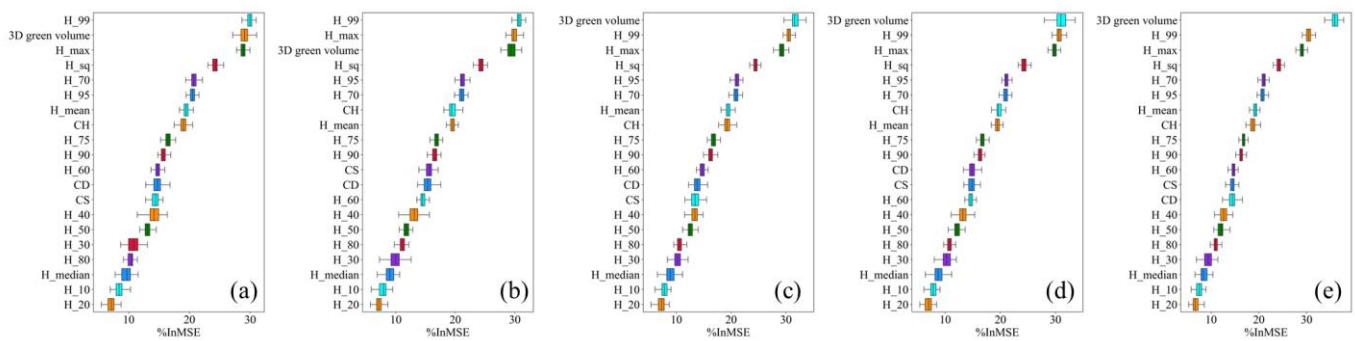 H_99
3D green volume
H_max
H_sq
H_70
H_95
H_mean
CH
H_75
H_90
H_60
CD
CS
H_40
H_50
H_30
H_80
H_median
H_10
H_20
10 20 30
%InMSE
(a)
H_99
H_max
3D green volume
H_sq
H_95
H_70
CH
H_mean
H_75
H_90
CS
CD
H_60
H_40
H_50
H_80
H_30
H_median
H_10
H_20
10 20 30
%InMSE
(b)
3D green volume
H_99
H_max
H_sq
H_95
H_70
H_mean
CH
H_75
H_90
H_60
CD
CS
H_40
H_50
H_80
H_30
H_median
H_10
H_20
10 20 30
%InMSE
(c)
3D green volume
H_99
H_max
H_sq
H_95
H_70
CH
H_mean
H_75
H_90
CD
CS
H_60
H_40
H_50
H_80
H_30
H_median
H_10
H_20
10 20 30
%InMSE
(d)
3D green volume
H_99
H_max
H_sq
H_70
H_95
H_mean
CH
H_75
H_90
H_60
CS
CD
H_40
H_50
H_80
H_30
H_median
H_10
H_20
10 20 30
%InMSE
(e)